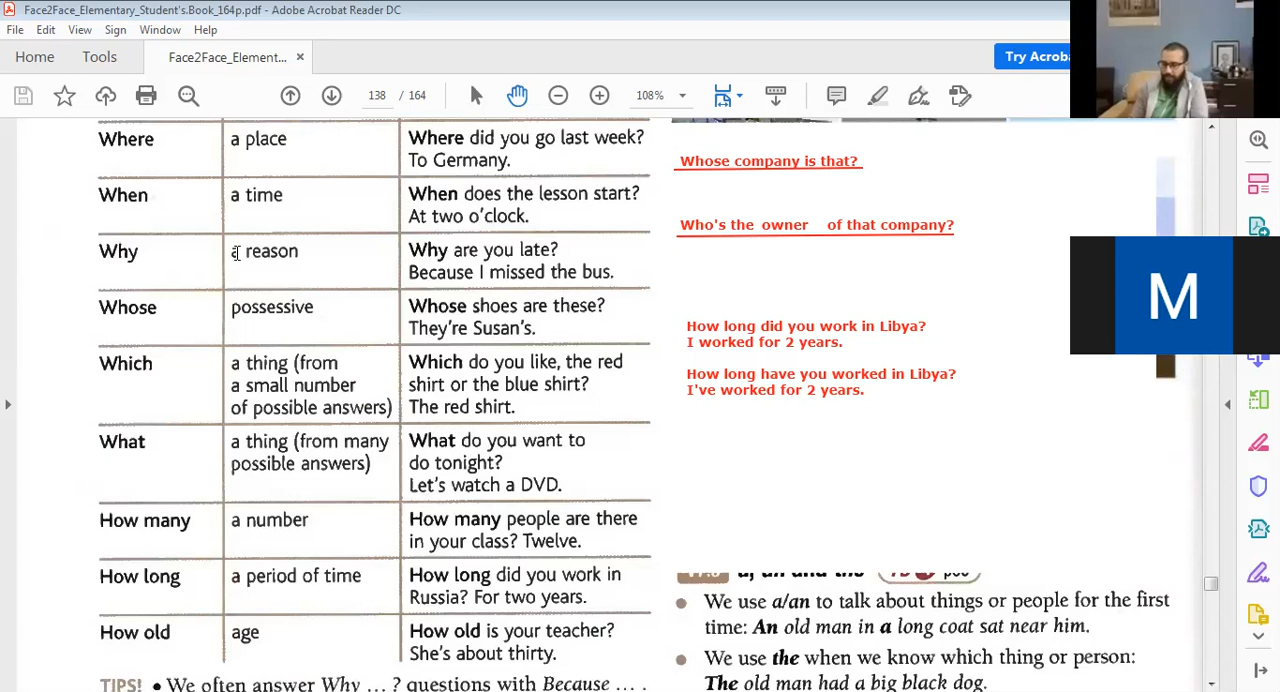 Face2Face_Elementary_Student's.Book_164p.pdf - Adobe Acrobat Reader DC
File Edit View Sign Window Help
Home Tools Face2Face_Element... × Try Acroba
138 / 164 108%
Where a place Where did you go last week?
To Germany.
When a time When does the lesson start?
At two o'clock.
Why a reason Why are you late?
Because I missed the bus.
Whose possessive Whose shoes are these?
They're Susan's.
Which a thing (from Which do you like, the red
a small number shirt or the blue shirt?
of possible answers) The red shirt.
What a thing (from many What do you want to
possible answers) do tonight?
Let's watch a DVD.
How many a number How many people are there
in your class? Twelve.
How long a period of time How long did you work in
Russia? For two years.
How old age How old is your teacher?
She's about thirty.
TIPS! • We often answer Why ... ? questions with Because ... .
Whose company is that?
Who's the owner of that company?
How long did you work in Libya?
I worked for 2 years.
How long have you worked in Libya?
I've worked for 2 years.
M
a, an and the
• We use a/an to talk about things or people for the first
time: An old man in a long coat sat near him.
• We use the when we know which thing or person:
The old man had a big black dog.